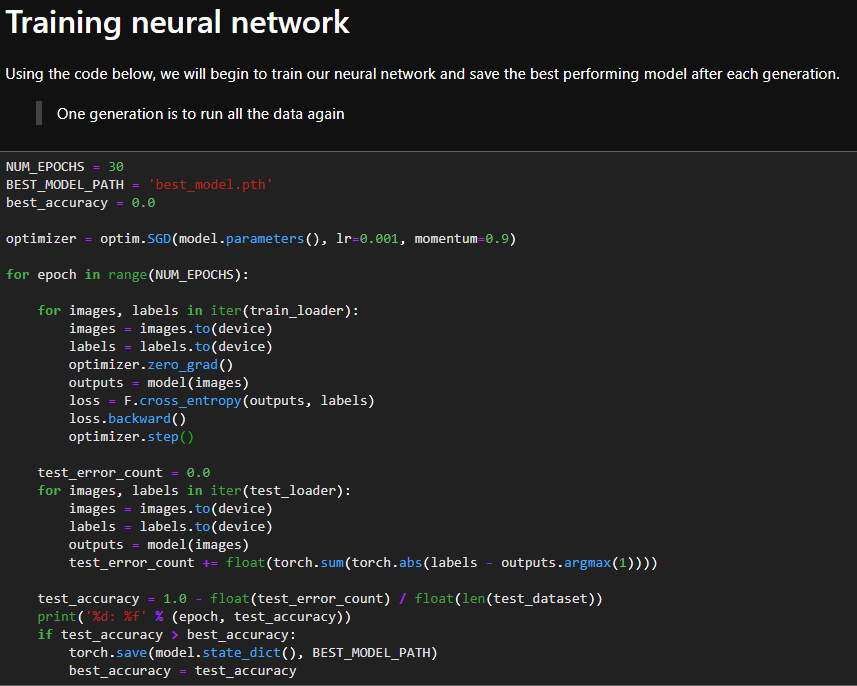 Training neural network
Using the code below, we will begin to train our neural network and save the best performing model after each generation.
One generation is to run all the data again
NUM_EPOCHS = 30
BEST_MODEL_PATH = 'best_model.pth'
best_accuracy = 0.0

optimizer = optim.SGD(model.parameters(), lr=0.001, momentum=0.9)

for epoch in range(NUM_EPOCHS):

    for images, labels in iter(train_loader):
        images = images.to(device)
        labels = labels.to(device)
        optimizer.zero_grad()
        outputs = model(images)
        loss = F.cross_entropy(outputs, labels)
        loss.backward()
        optimizer.step()

    test_error_count = 0.0
    for images, labels in iter(test_loader):
        images = images.to(device)
        labels = labels.to(device)
        outputs = model(images)
        test_error_count += float(torch.sum(torch.abs(labels - outputs.argmax(1))))

    test_accuracy = 1.0 - float(test_error_count) / float(len(test_dataset))
    print('%d: %f' % (epoch, test_accuracy))
    if test_accuracy > best_accuracy:
        torch.save(model.state_dict(), BEST_MODEL_PATH)
        best_accuracy = test_accuracy